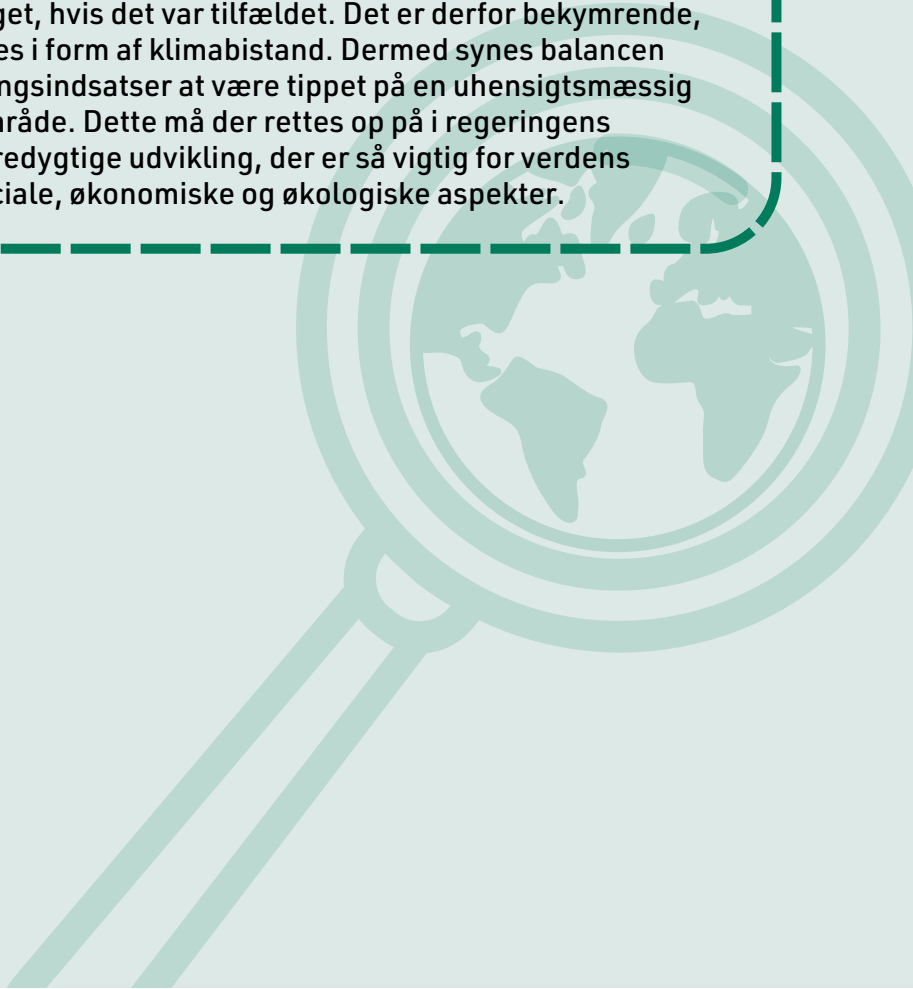 get, hvis det var tilfældet. Det er derfor bekymrende,
es i form af klimabistand. Dermed synes balancen
ngsindsatser at være tippet på en uhensigtsmæssig
nråde. Dette må der rettes op på i regeringens
redygtige udvikling, der er så vigtig for verdens
ciale, økonomiske og økologiske aspekter.